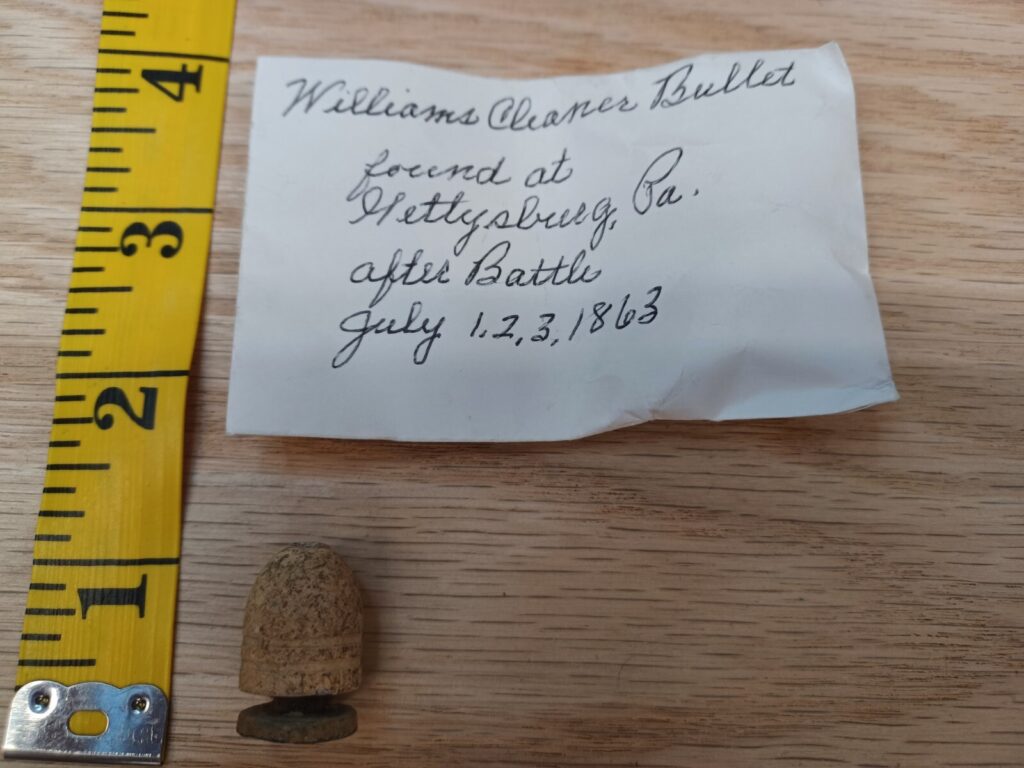 Williams Cleaner Bullet
found at
Gettysburg, Pa.
after Battle
July 1,2,3,1863
4
3
2
1